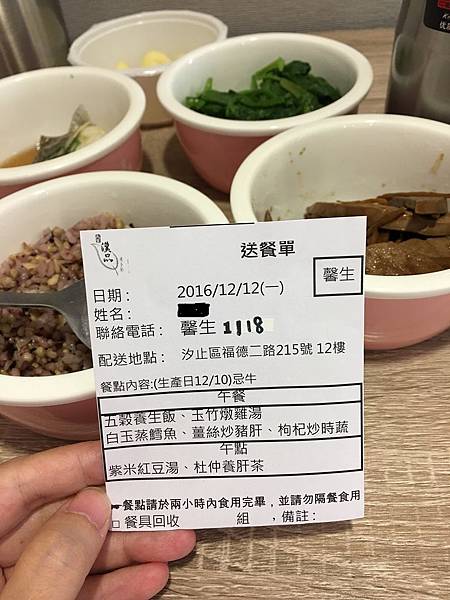 漢品
送餐單
馨生
日期： 2016/12/12(一)
姓名：
聯絡電話： 馨生 1118
配送地點： 汐止區福德二路215號 12樓
餐點內容:(生產日12/10)忌牛
午餐
五穀養生飯、玉竹燉雞湯
白玉蒸鱈魚、薑絲炒豬肝、枸杞炒時蔬
午點
紫米紅豆湯、杜仲養肝茶
餐點請於兩小時內食用完畢，並請勿隔餐食用
□ 餐具回收 組 ，備註：